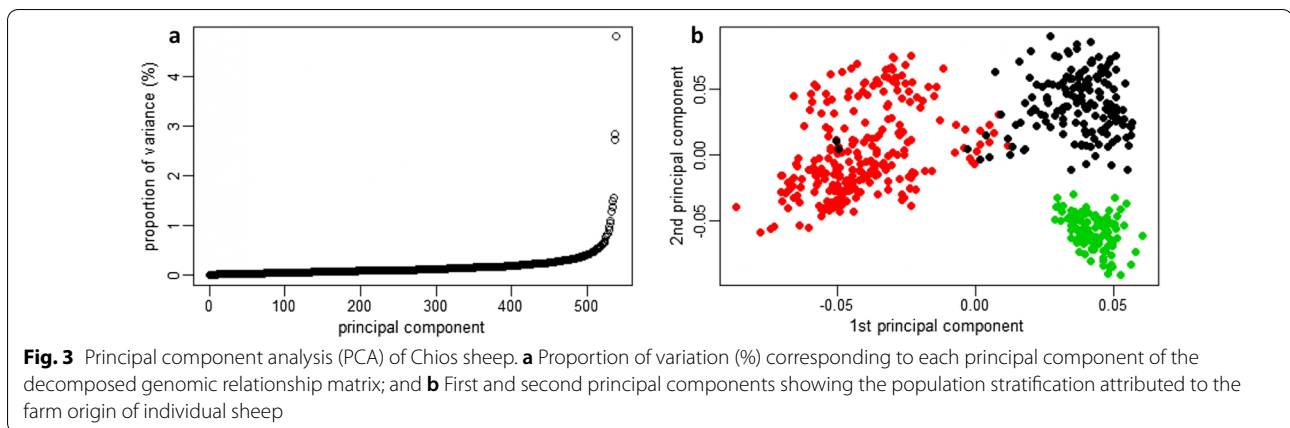 a
proportion of variance (%)
4
3
2
1
0
0 100 200 300 400 500
principal component
b
2nd principal component
0.05
0.00
-0.05
-0.05 0.00 0.05
1st principal component
Fig. 3 Principal component analysis (PCA) of Chios sheep. a Proportion of variation (%) corresponding to each principal component of the
decomposed genomic relationship matrix; and b First and second principal components showing the population stratification attributed to the
farm origin of individual sheep